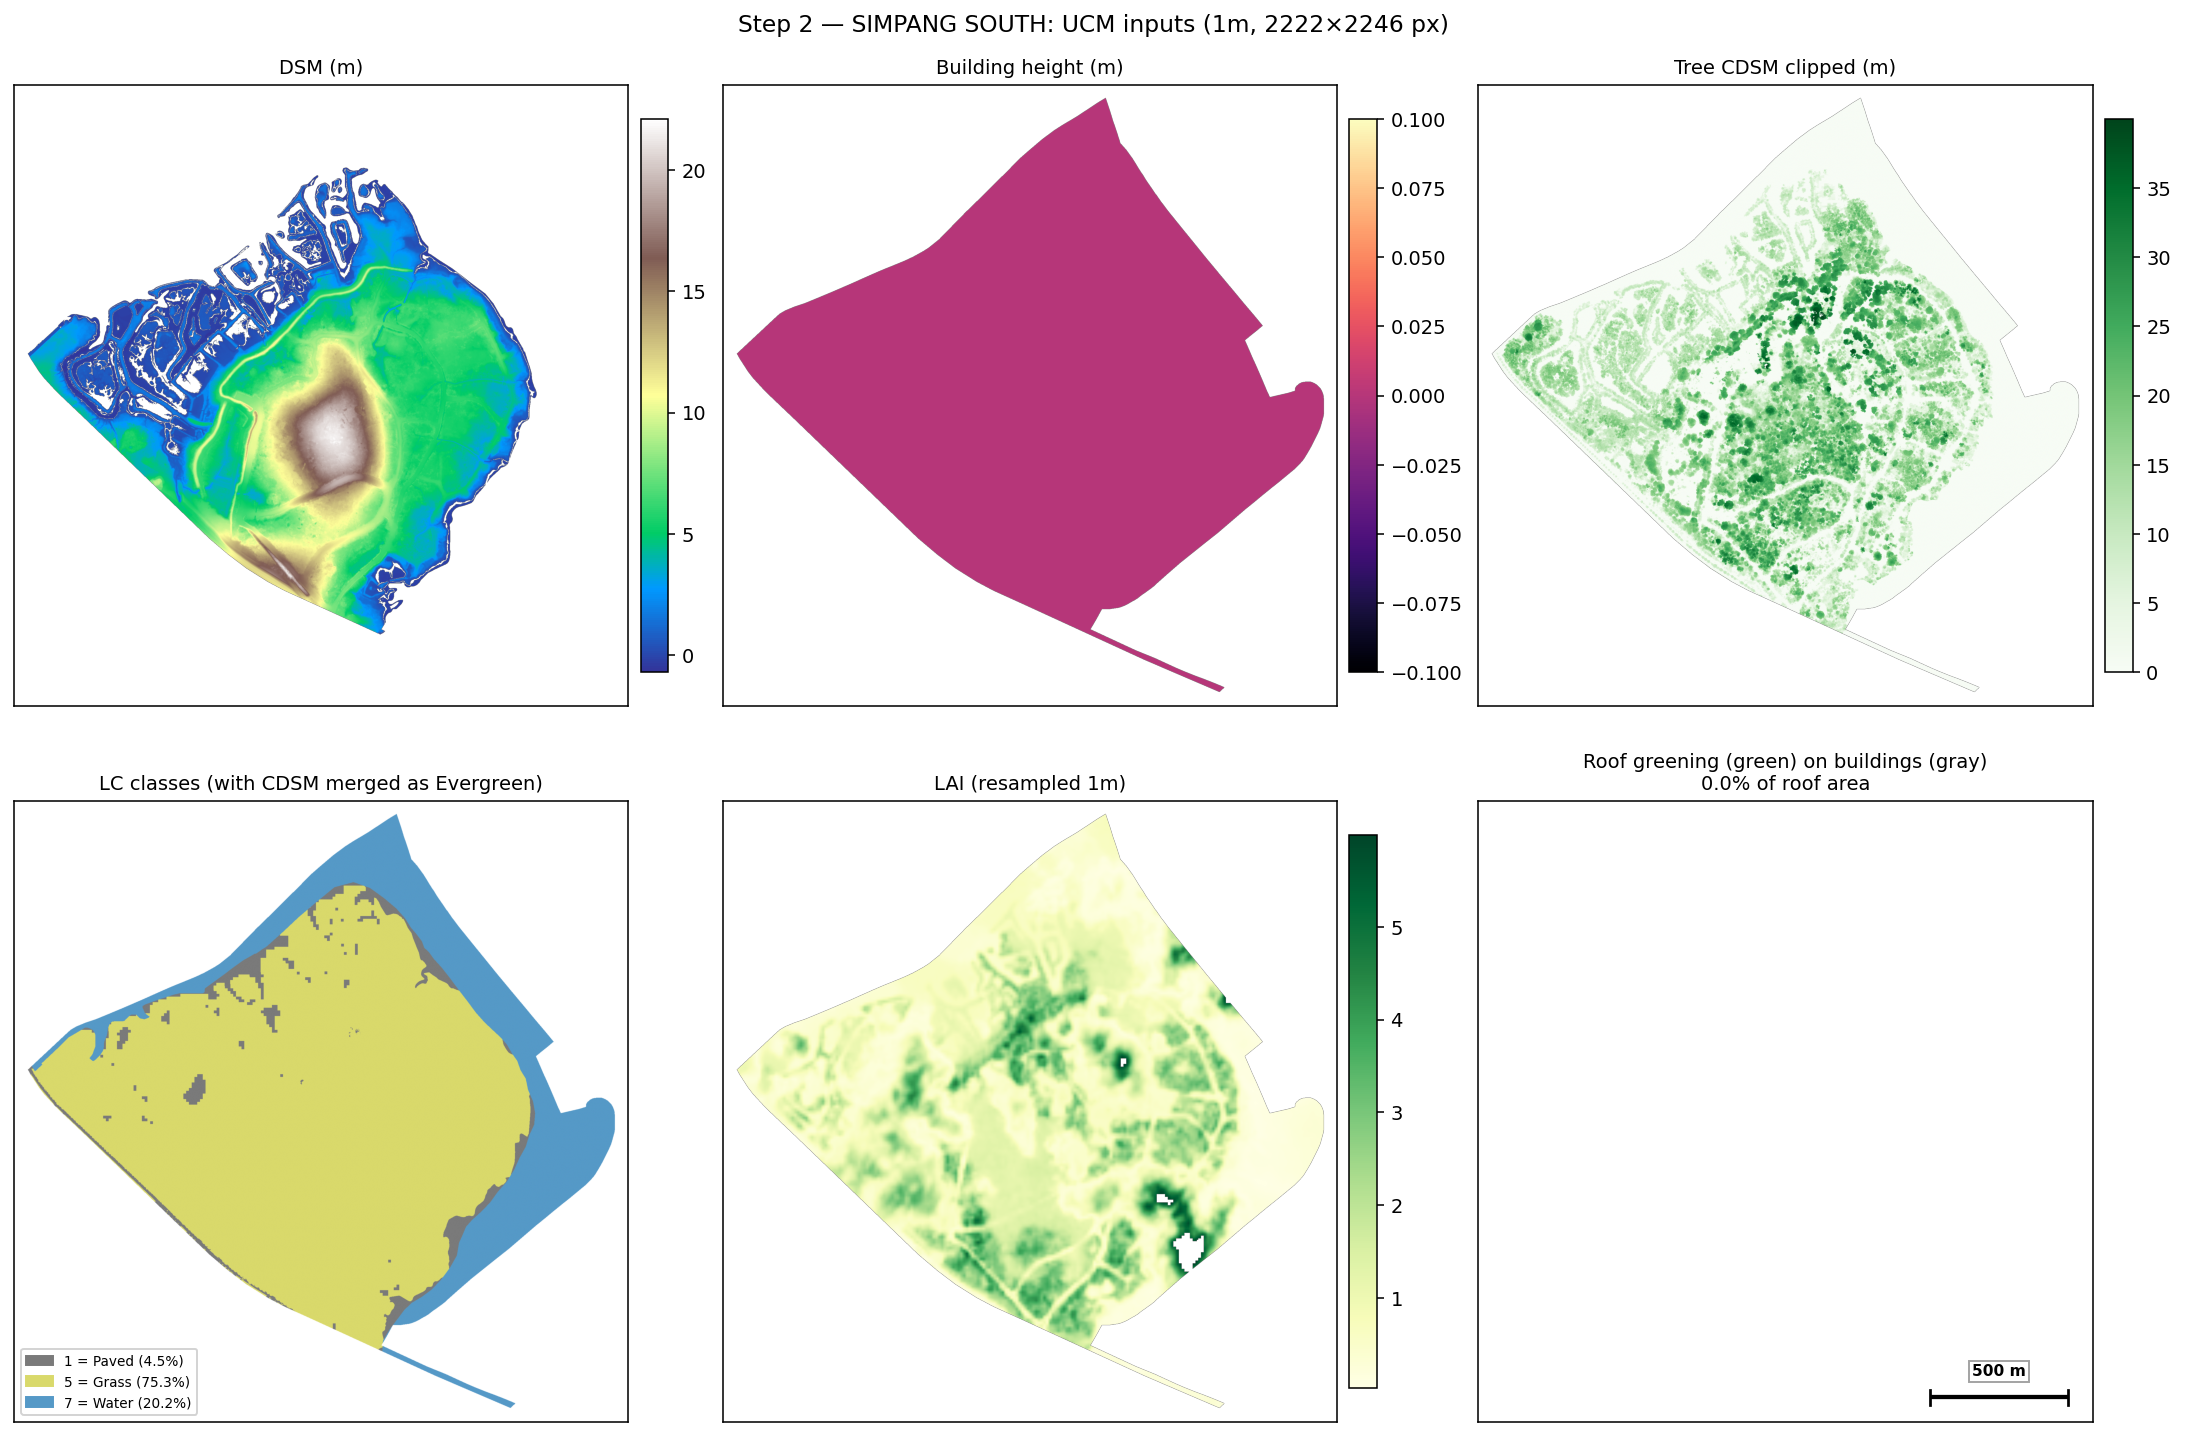 Step 2 — SIMPANG SOUTH: UCM inputs (1m, 2222×2246 px)
DSM (m)
20
15
10
5
0
Building height (m)
0.100
0.075
0.050
0.025
0.000
−0.025
−0.050
−0.075
−0.100
Tree CDSM clipped (m)
35
30
25
20
15
10
5
0
LC classes (with CDSM merged as Evergreen)
1 = Paved (4.5%)
5 = Grass (75.3%)
7 = Water (20.2%)
LAI (resampled 1m)
5
4
3
2
1
Roof greening (green) on buildings (gray)
0.0% of roof area
500 m